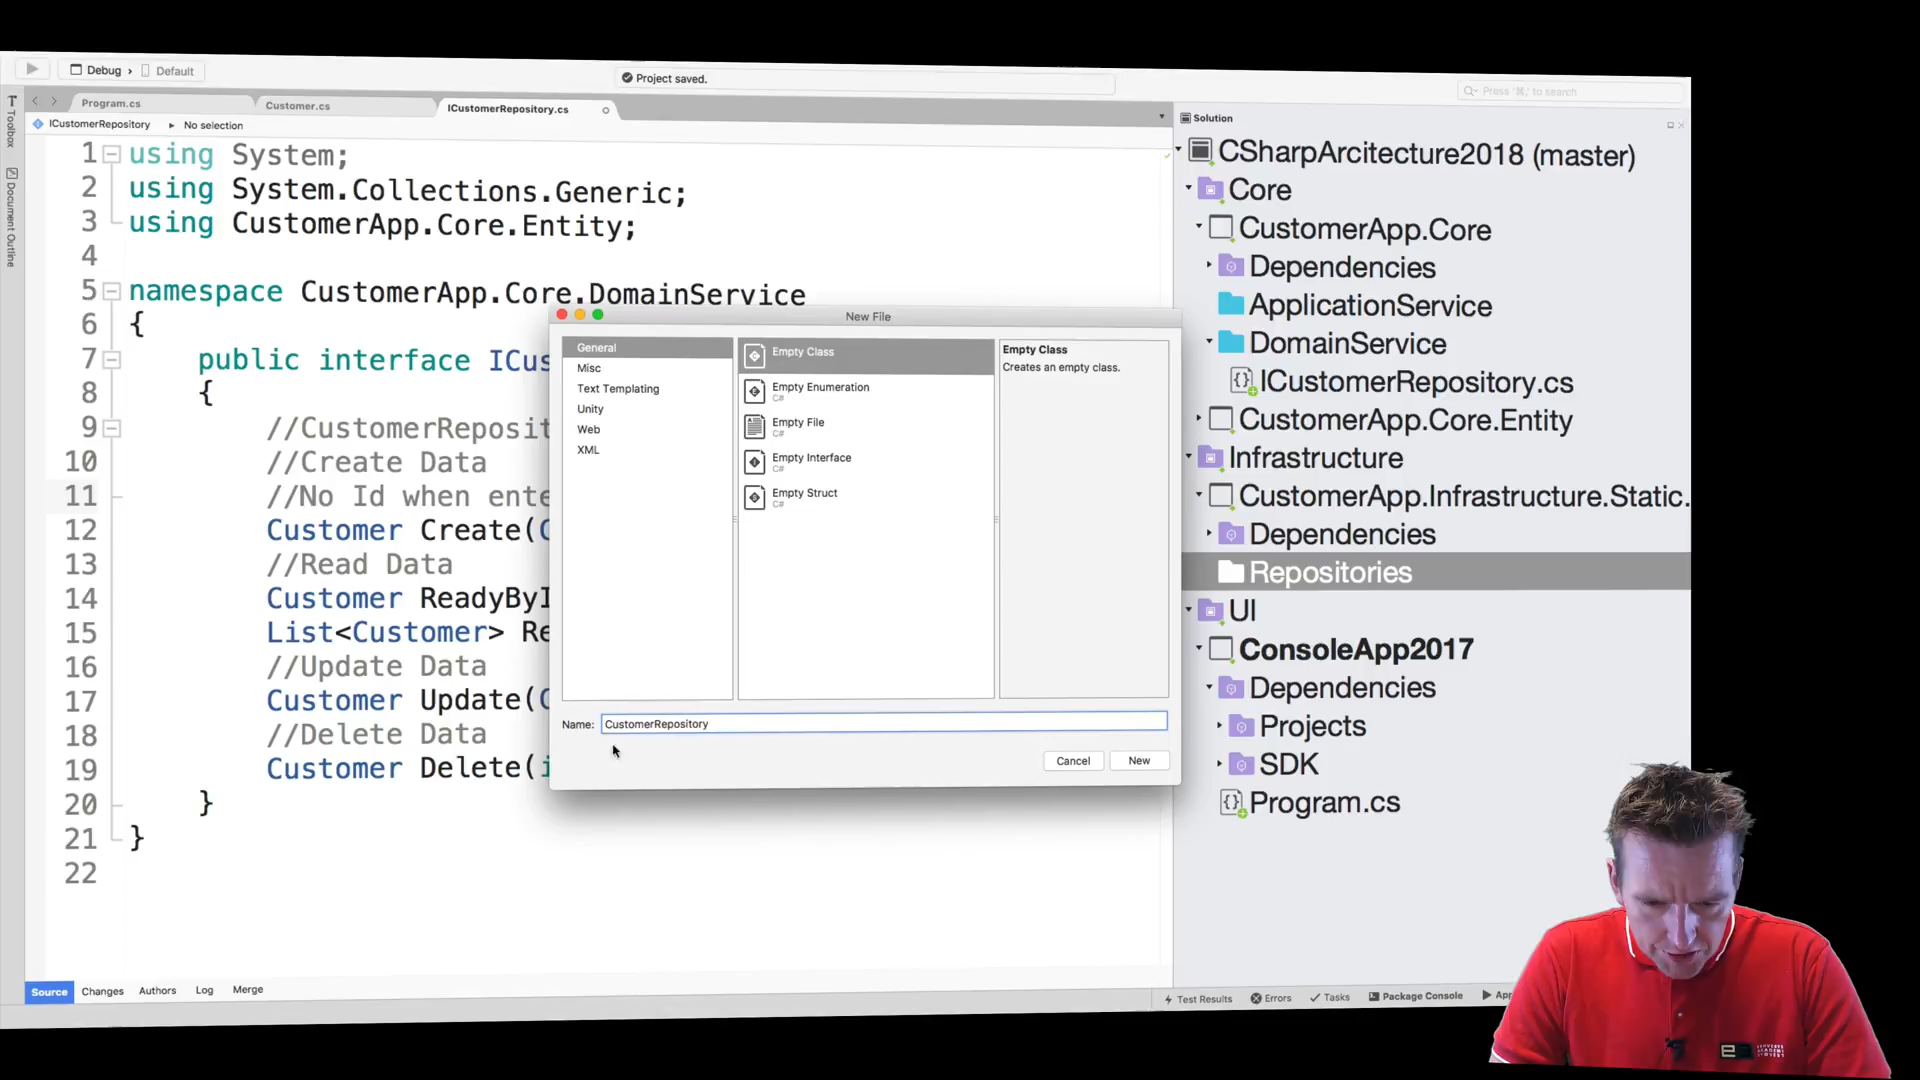 Debug › Default
Project saved.
Press '⌘,' to search
Program.cs
Customer.cs
ICustomerRepository.cs
ICustomerRepository ▸ No selection
Toolbox
Document Outline
1 using System;
2 using System.Collections.Generic;
3 using CustomerApp.Core.Entity;
4
5 namespace CustomerApp.Core.DomainService
6 {
7 public interface ICus
8 {
9 //CustomerReposit
10 //Create Data
11 //No Id when ente
12 Customer Create(C
13 //Read Data
14 Customer ReadyByI
15 List<Customer> Re
16 //Update Data
17 Customer Update(C
18 //Delete Data
19 Customer Delete(i
20 }
21 }
22
New File
General
Misc
Text Templating
Unity
Web
XML
Empty Class
Empty Enumeration
C#
Empty File
C#
Empty Interface
C#
Empty Struct
C#
Empty Class
Creates an empty class.
Name: CustomerRepository
Cancel
New
Solution
CSharpArcitecture2018 (master)
Core
CustomerApp.Core
Dependencies
ApplicationService
DomainService
ICustomerRepository.cs
CustomerApp.Core.Entity
Infrastructure
CustomerApp.Infrastructure.Static.
Dependencies
Repositories
UI
ConsoleApp2017
Dependencies
Projects
SDK
Program.cs
Source
Changes
Authors
Log
Merge
Test Results
Errors
Tasks
Package Console